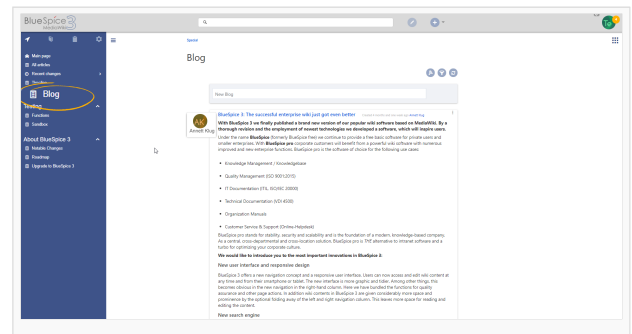 BlueSpice 3
MediaWiki
Main page
All articles
Recent changes
Blog
Testing
Functions
Sandbox
About BlueSpice 3
Notable Changes
Roadmap
Upgrade to BlueSpice 3
Blog
New Blog
AK
Annett Klug
BlueSpice 3: The successful enterprise wiki just got even better
With BlueSpice 3 we finally published a brand new version of our popular wiki software based on MediaWiki. By a
thorough revision and the employment of newest technologies we developed a software, which will inspire users.
Under the name BlueSpice (formerly BlueSpice free) we continue to provide a free basic software for private users and
smaller enterprises. With BlueSpice pro corporate customers will benefit from a powerful wiki software with numerous
improved and new enterprise functions. BlueSpice pro is the software of choice for the following use cases:
• Knowledge Management / Knowledgebase
• Quality Management (ISO 9001:2015)
• IT Documentation (ITIL, ISO/IEC 20000)
• Technical Documentation (VDI 4500)
• Organization Manuals
• Customer Service & Support (Online-Helpdesk)
BlueSpice pro stands for stability, security and scalability and is the foundation of a modern, knowledge-based company.
As a central, cross-departmental and cross-location solution, BlueSpice pro is THE alternative to intranet software and a
turbo for optimizing your corporate culture.
We would like to introduce you to the most important innovations in BlueSpice 3:
New user interface and responsive design
BlueSpice 3 offers a new navigation concept and a responsive user interface. Users can now access and edit wiki content at
any time and from their smartphone or tablet. The new interface is more graphic and tidier. Among other things, this
becomes obvious in the new navigation in the right-hand column. Here we have bundled the functions for quality
assurance and other page actions. In addition wiki contents in BlueSpice 3 are given considerably more space and
prominence by the optional folding away of the left and right navigation column. This leaves more space for reading and
editing the content.
New search engine